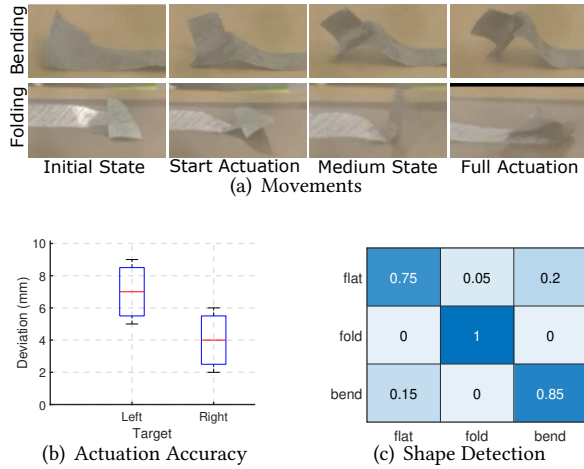 Bending
Folding
Initial State Start Actuation Medium State Full Actuation
(a) Movements
10
8
6
4
2
0
Deviation (mm)
Left Right
Target
(b) Actuation Accuracy
flat 0.75 0.05 0.2
fold 0 1 0
bend 0.15 0 0.85
flat fold bend
(c) Shape Detection